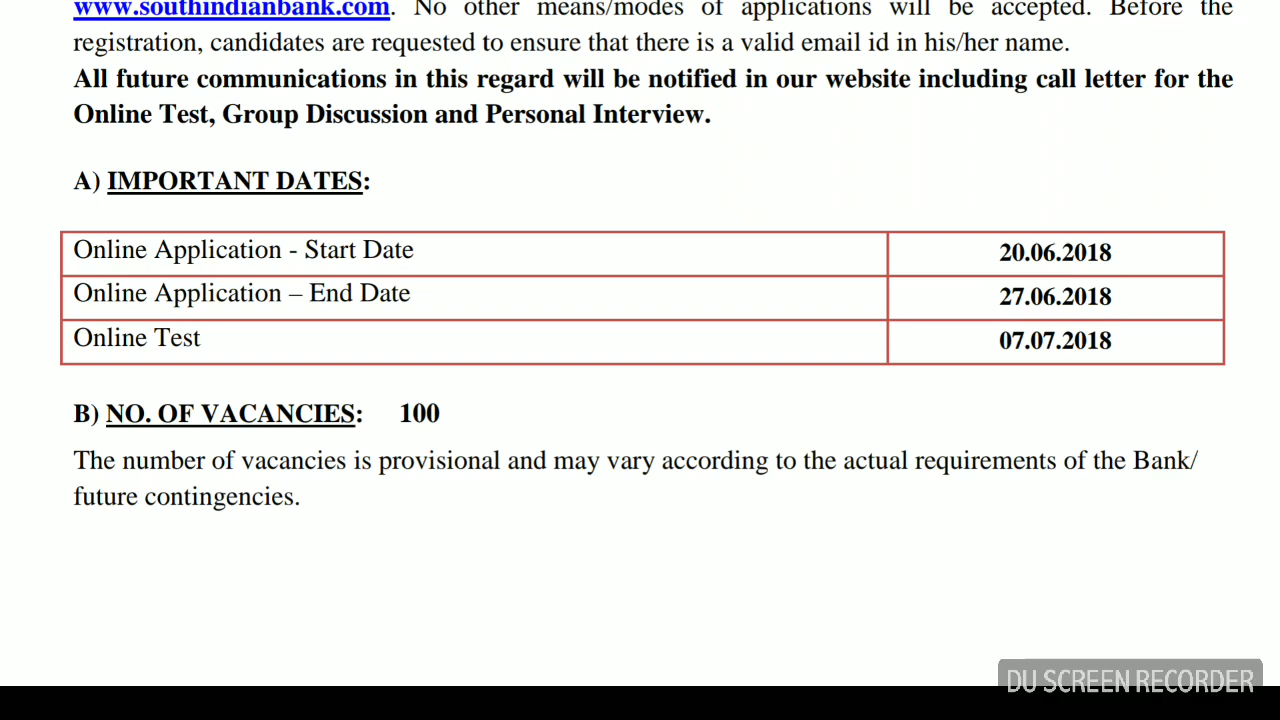 www.southindianbank.com. No other means/modes of applications will be accepted. Before the
registration, candidates are requested to ensure that there is a valid email id in his/her name.
All future communications in this regard will be notified in our website including call letter for the
Online Test, Group Discussion and Personal Interview.
A) IMPORTANT DATES:
Online Application - Start Date 20.06.2018
Online Application – End Date 27.06.2018
Online Test 07.07.2018
B) NO. OF VACANCIES: 100
The number of vacancies is provisional and may vary according to the actual requirements of the Bank/
future contingencies.
DU SCREEN RECORDER